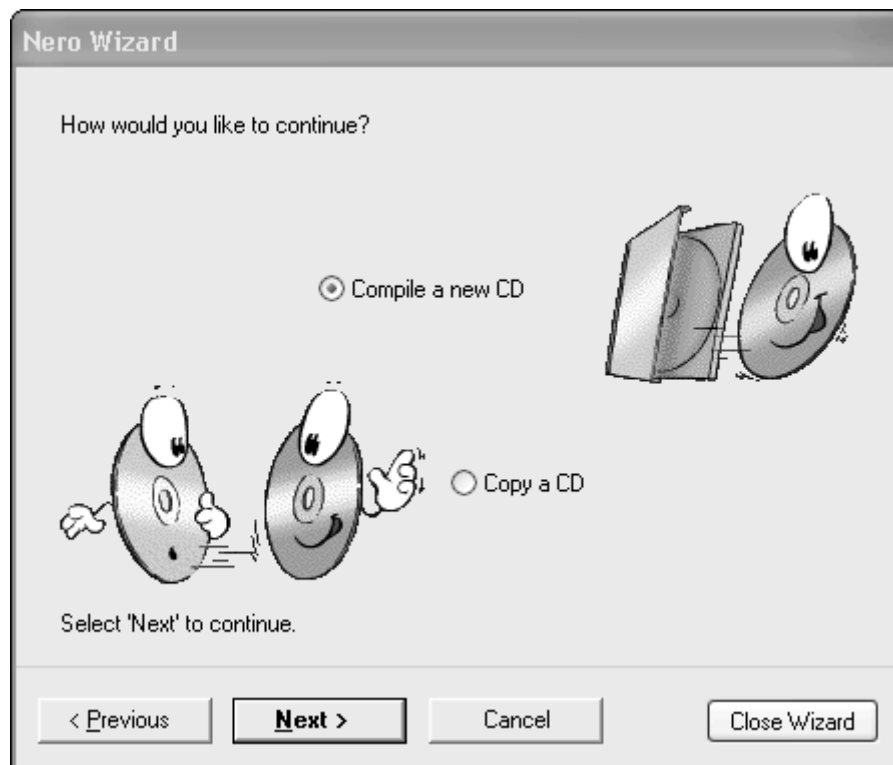 Nero Wizard
How would you like to continue?
Compile a new CD
Copy a CD
Select 'Next' to continue.
< Previous
Next >
Cancel
Close Wizard